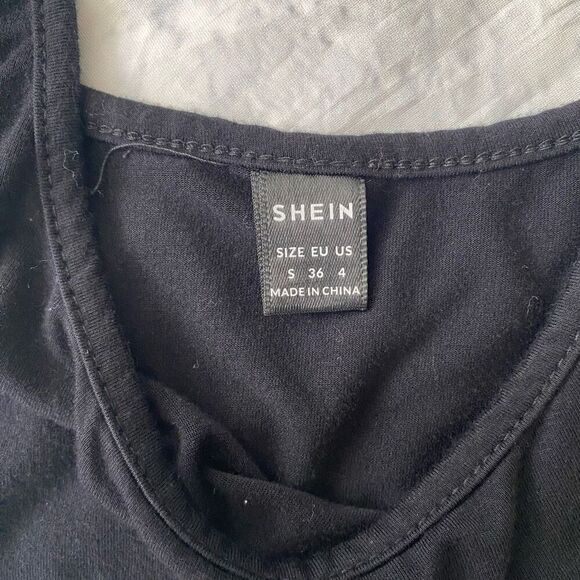 SHEIN
SIZE EU US
S 36 4
MADE IN CHINA